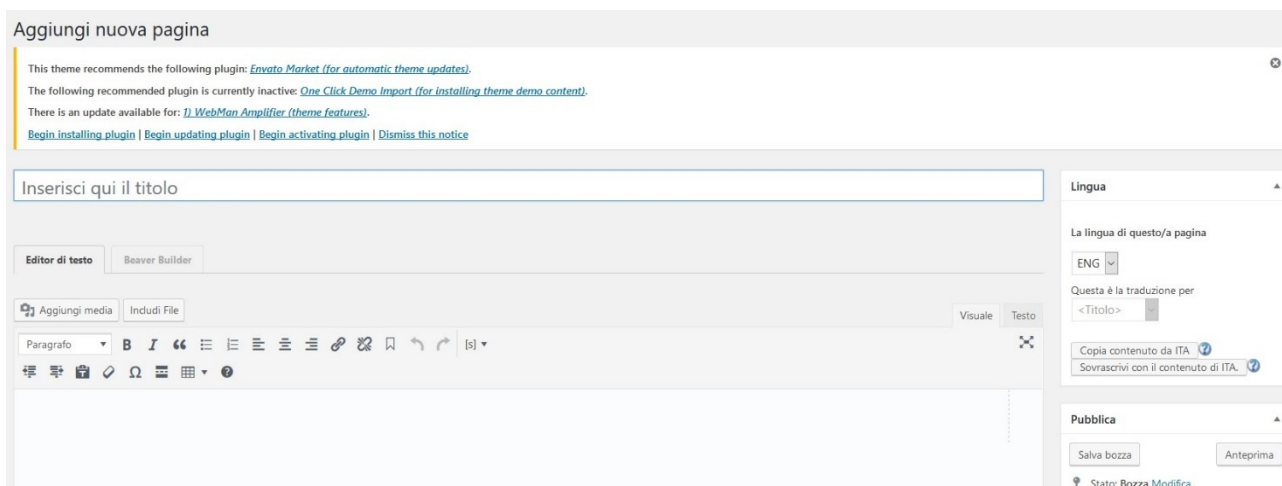 Aggiungi nuova pagina
This theme recommends the following plugin: Envato Market (for automatic theme updates).
The following recommended plugin is currently inactive: One Click Demo Import (for installing theme demo content).
There is an update available for: 1) WebMan Amplifier (theme features).
Begin installing plugin | Begin updating plugin | Begin activating plugin | Dismiss this notice
Inserisci qui il titolo
Editor di testo Beaver Builder
Aggiungi media Includi File
Visuale Testo
Paragrafo B I [s]
Ω
Lingua
La lingua di questo/a pagina
ENG
Questa è la traduzione per
<Titolo>
Copia contenuto da ITA
Sovrascrivi con il contenuto di ITA.
Pubblica
Salva bozza Anteprima
Stato: Bozza Modifica